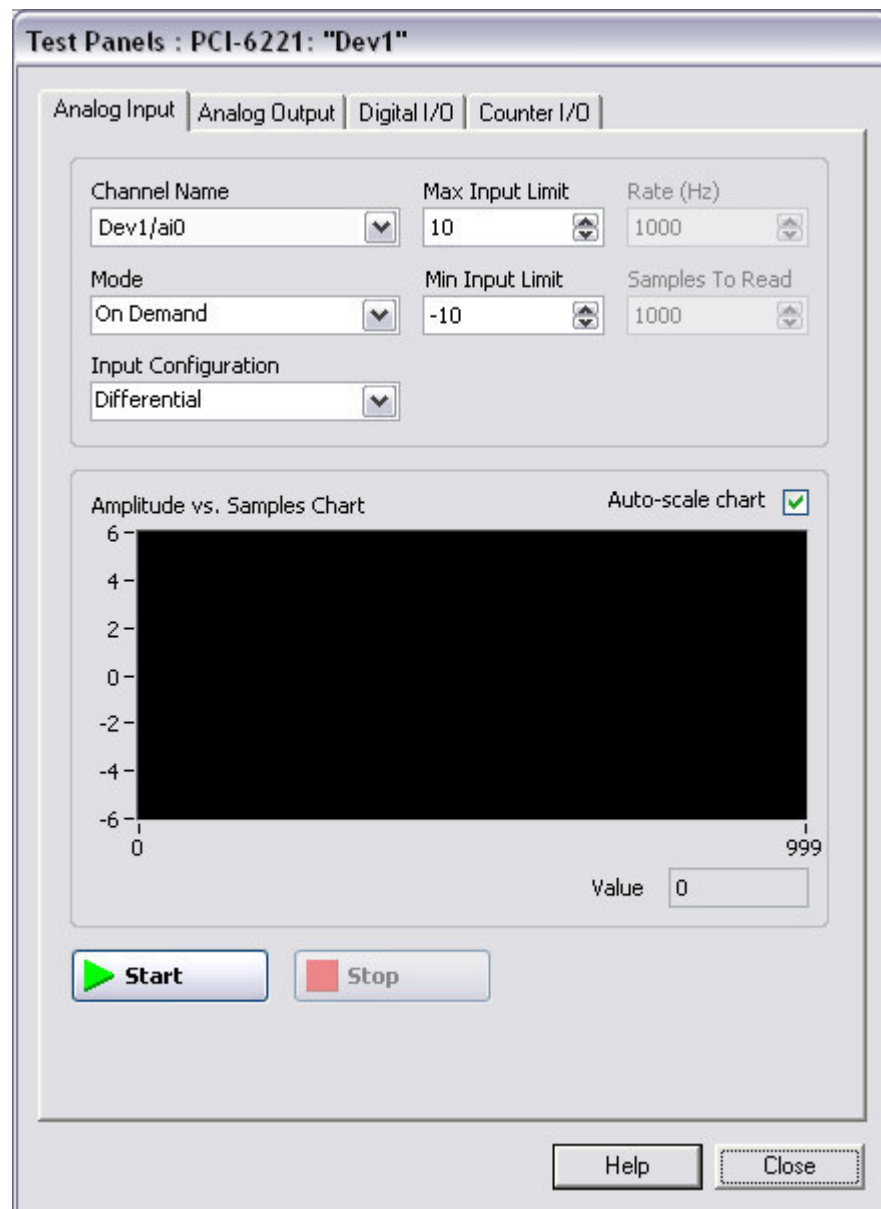 Test Panels : PCI-6221: "Dev1"
Analog Input Analog Output Digital I/O Counter I/O
Channel Name Max Input Limit Rate (Hz)
Dev1/ai0 10 1000
Mode Min Input Limit Samples To Read
On Demand -10 1000
Input Configuration
Differential
Amplitude vs. Samples Chart Auto-scale chart
6
4
2
0
-2
-4
-6
0 999
Value 0
Start Stop
Help Close